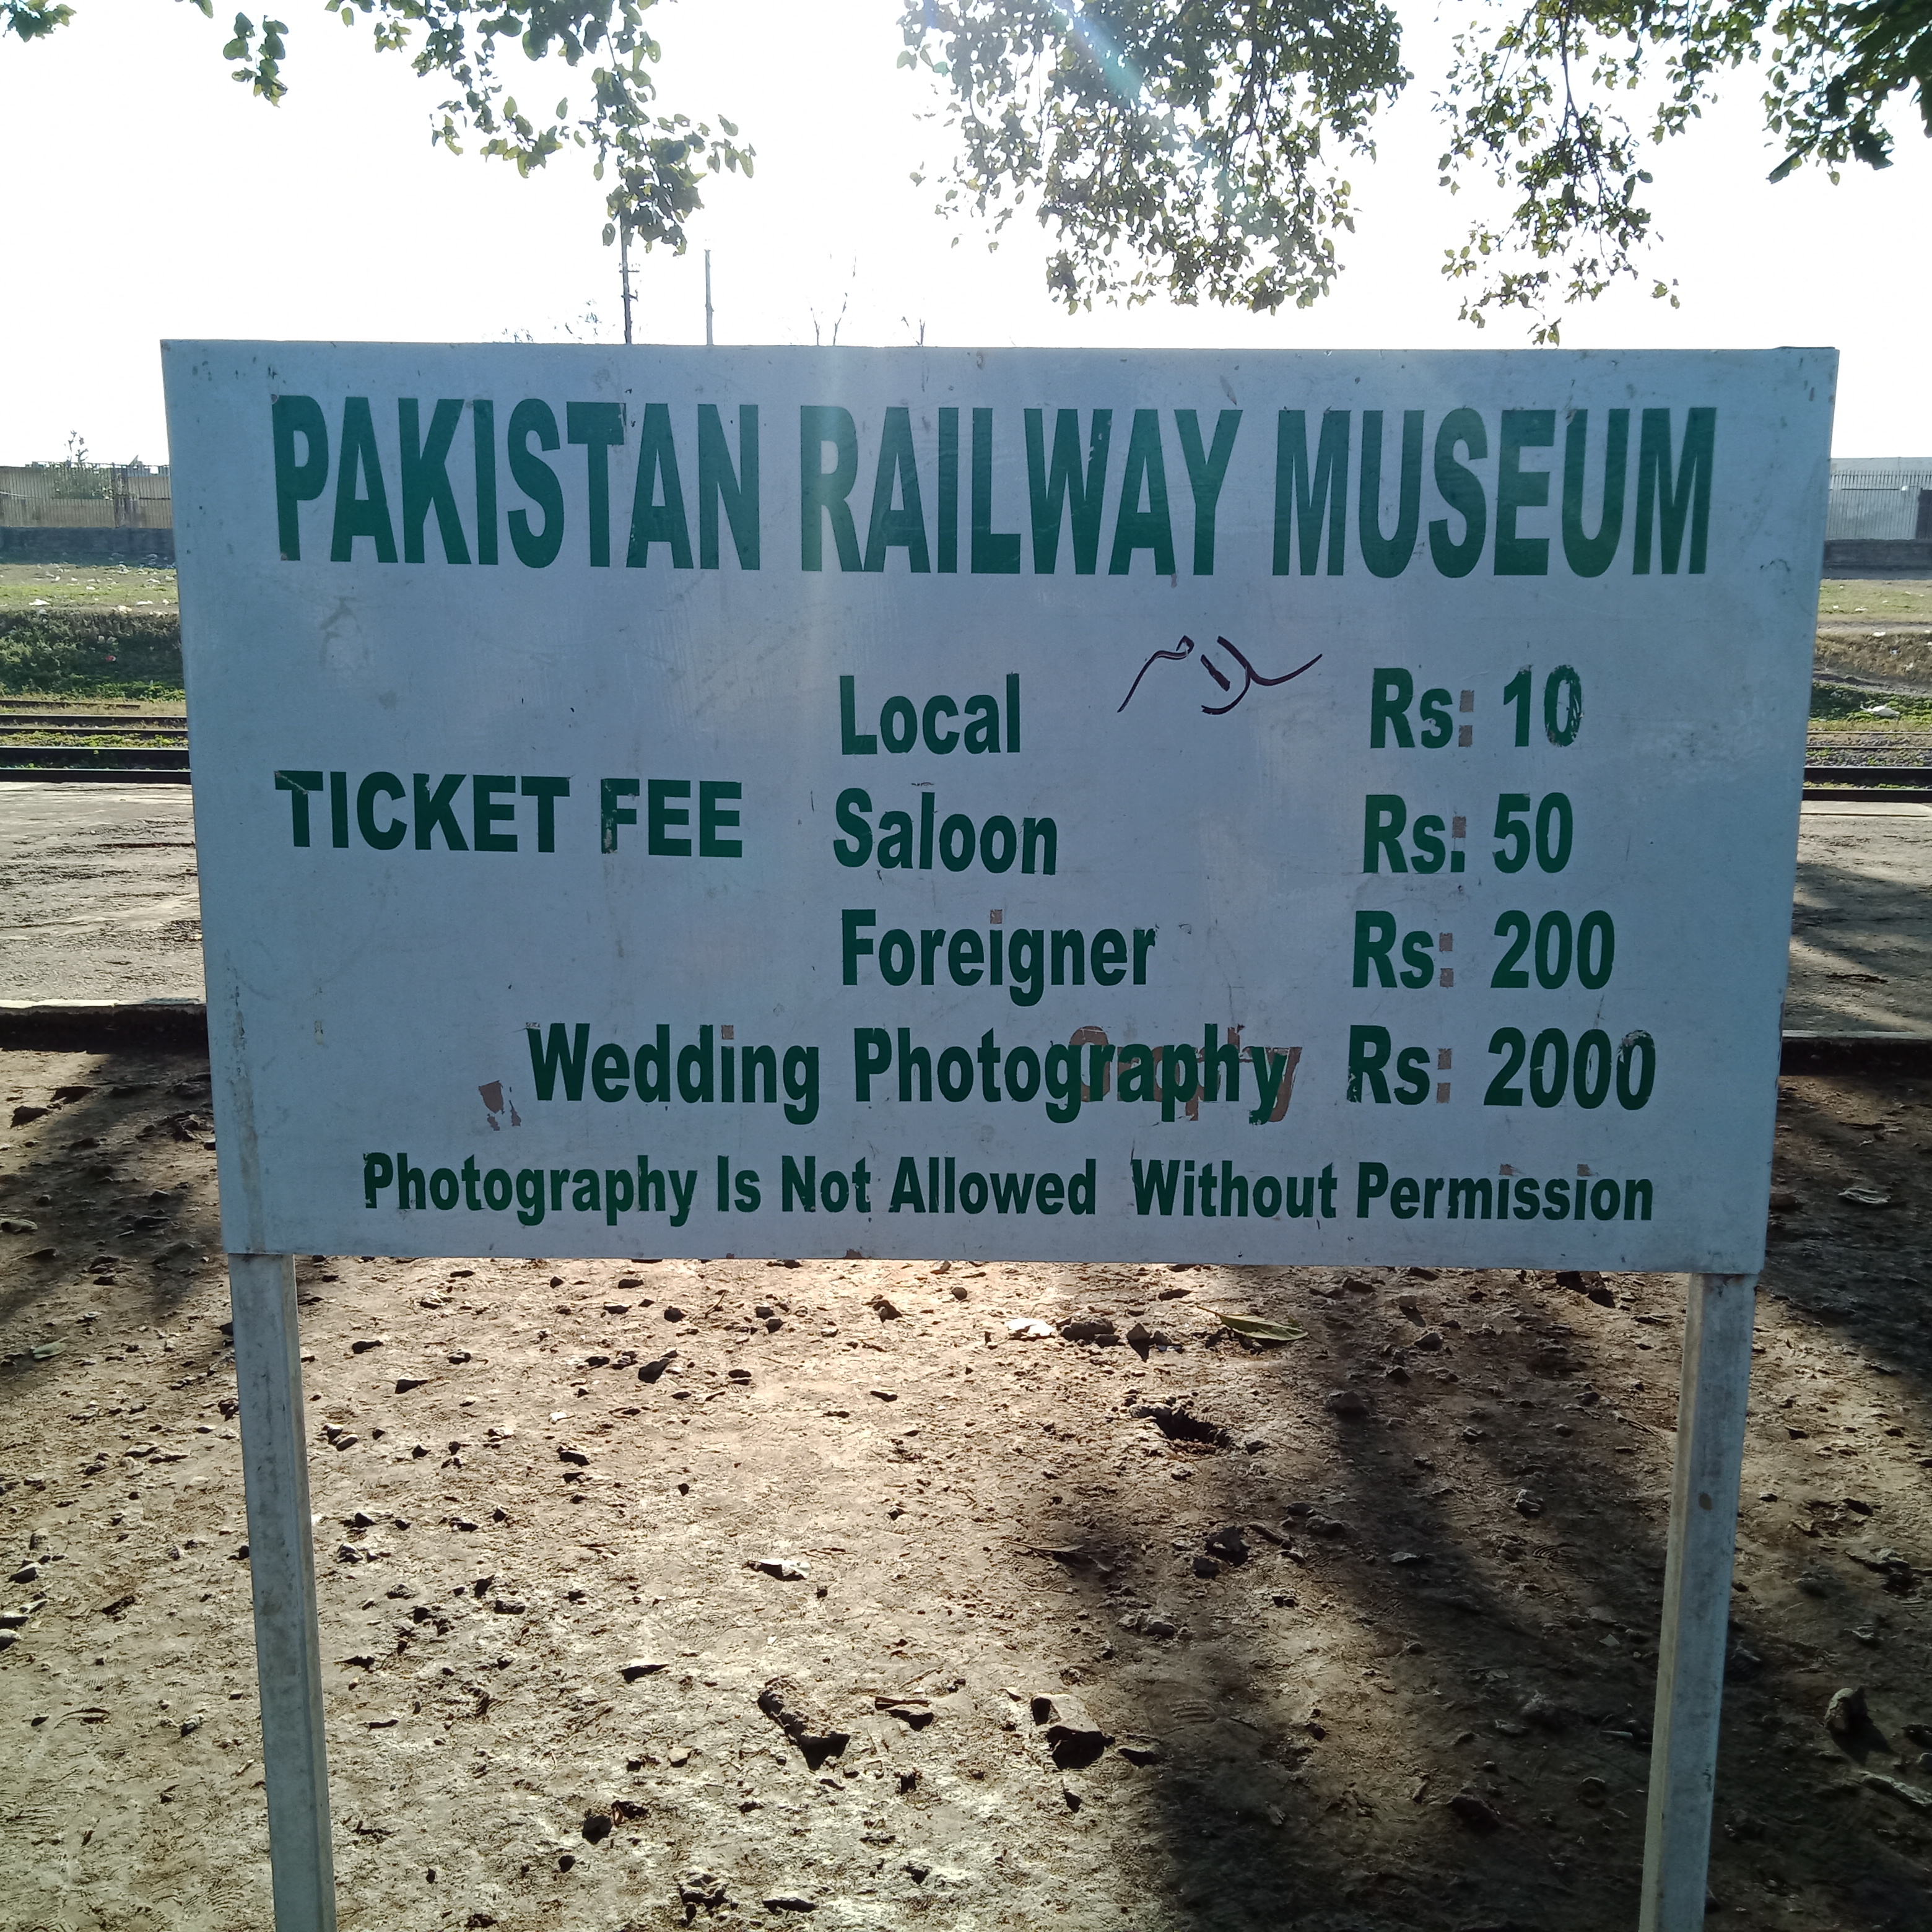 PAKISTAN RAILWAY MUSEUM
سلام
Local Rs: 10
TICKET FEE Saloon Rs: 50
Foreigner Rs: 200
Wedding Photography Rs: 2000
Photography Is Not Allowed Without Permission